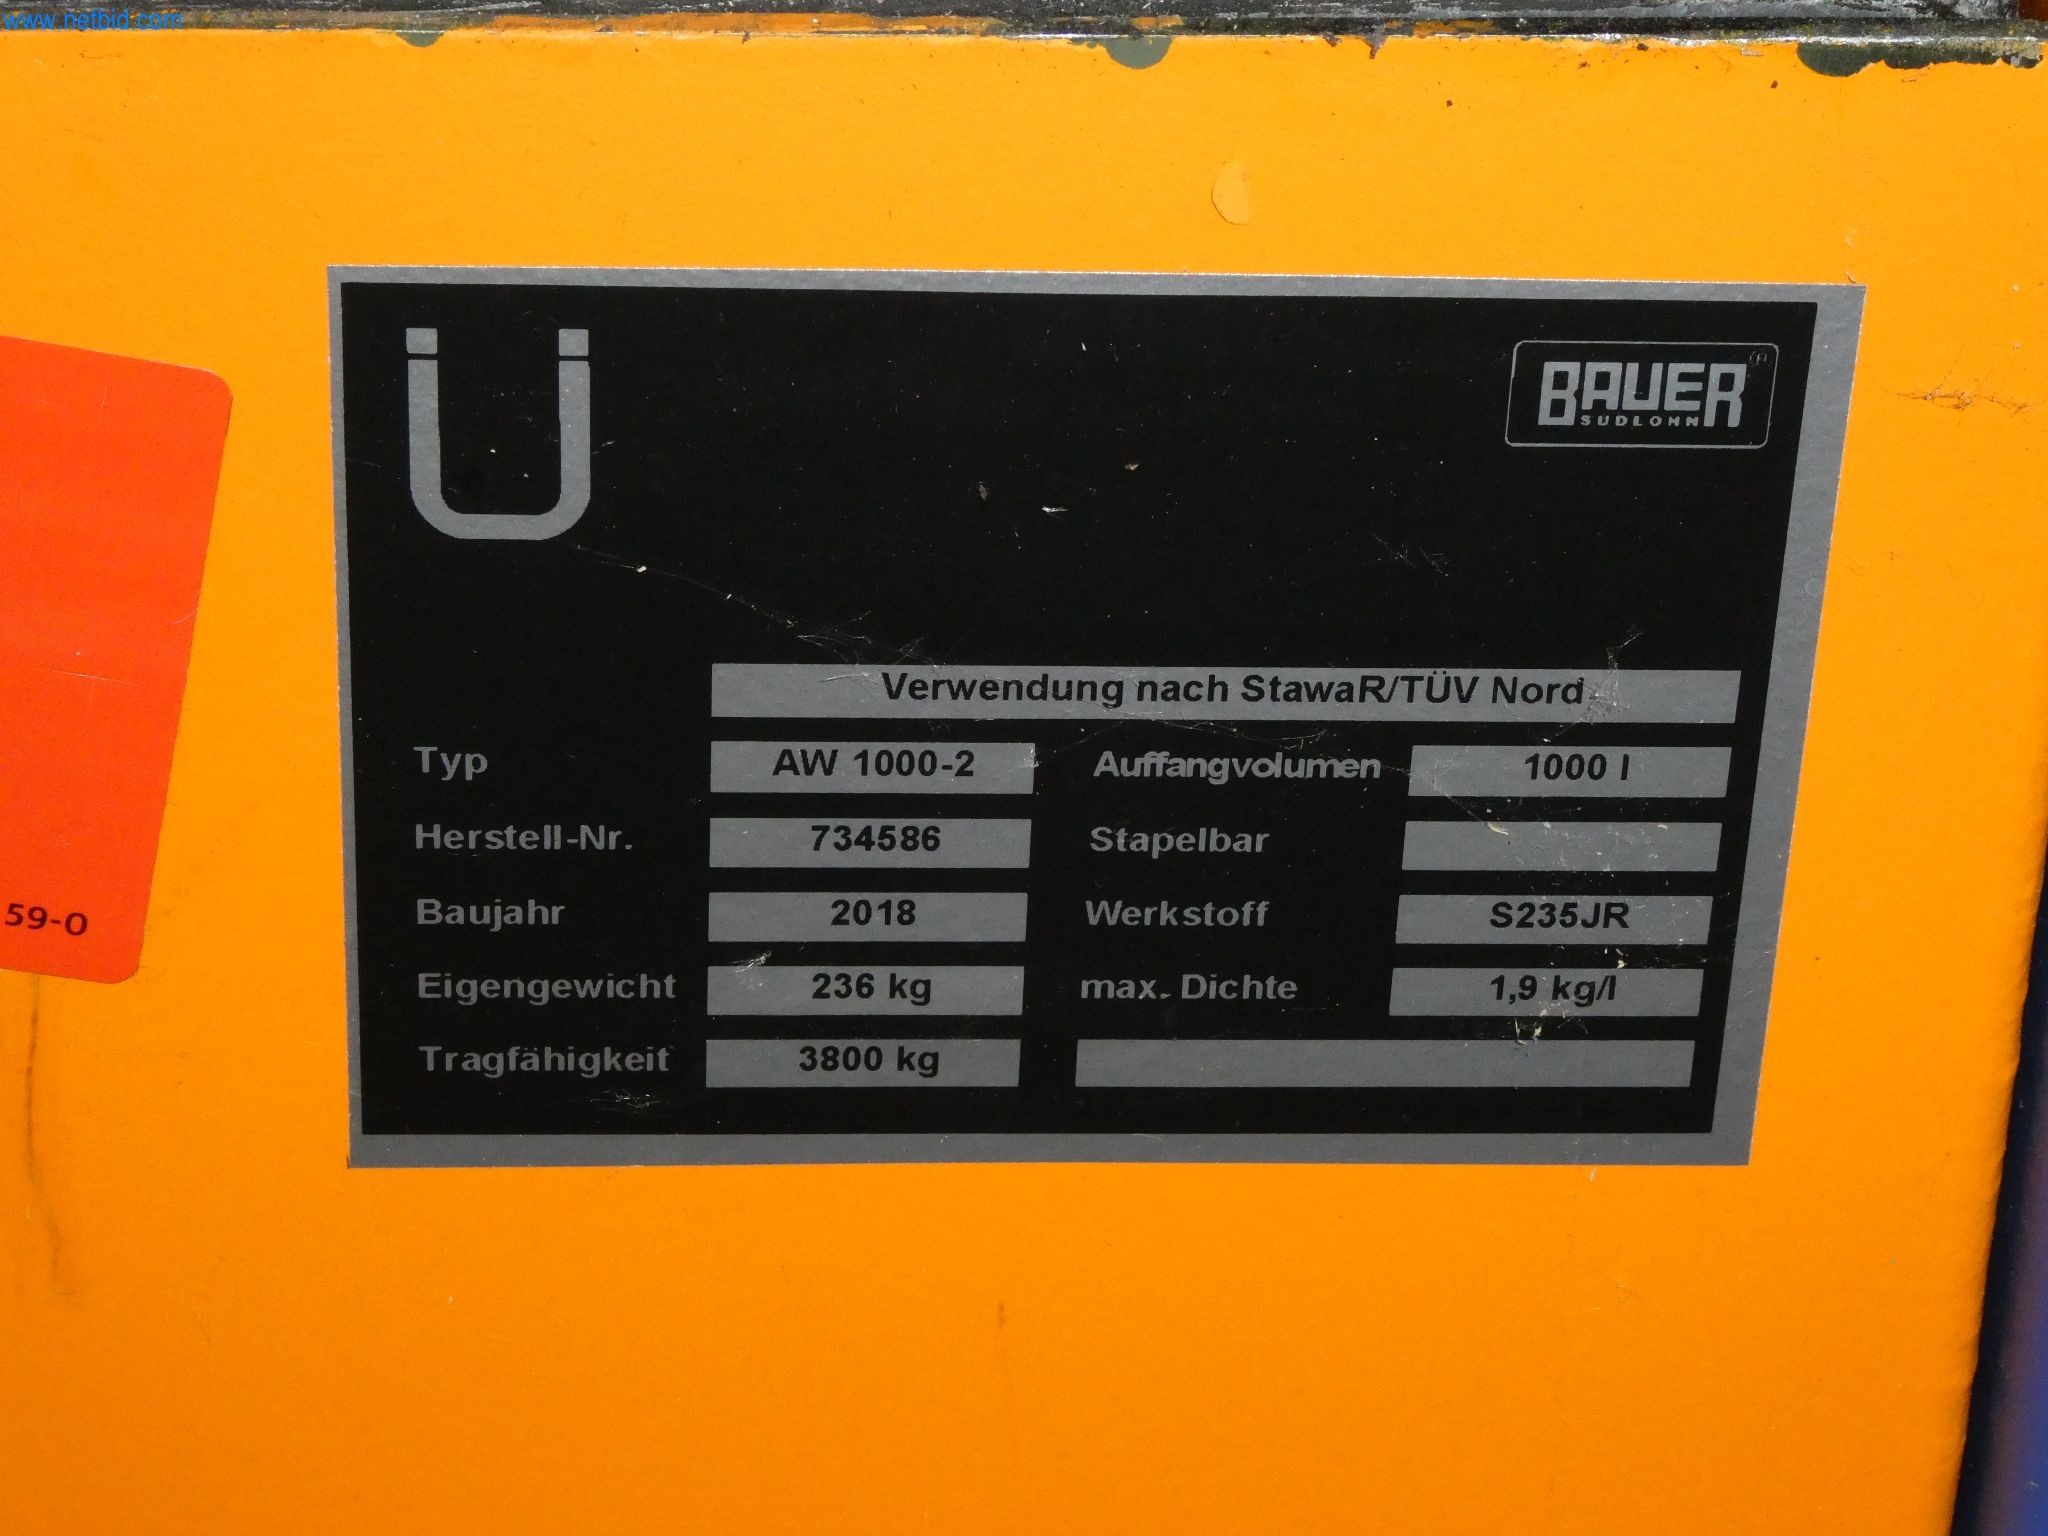 www.netbid.com
Ü
BAUER®
SÜDLOHN
Verwendung nach StawaR/TÜV Nord
Typ AW 1000-2 Auffangvolumen 1000 l
Herstell-Nr. 734586 Stapelbar
Baujahr 2018 Werkstoff S235JR
Eigengewicht 236 kg max. Dichte 1,9 kg/l
Tragfähigkeit 3800 kg
59-0